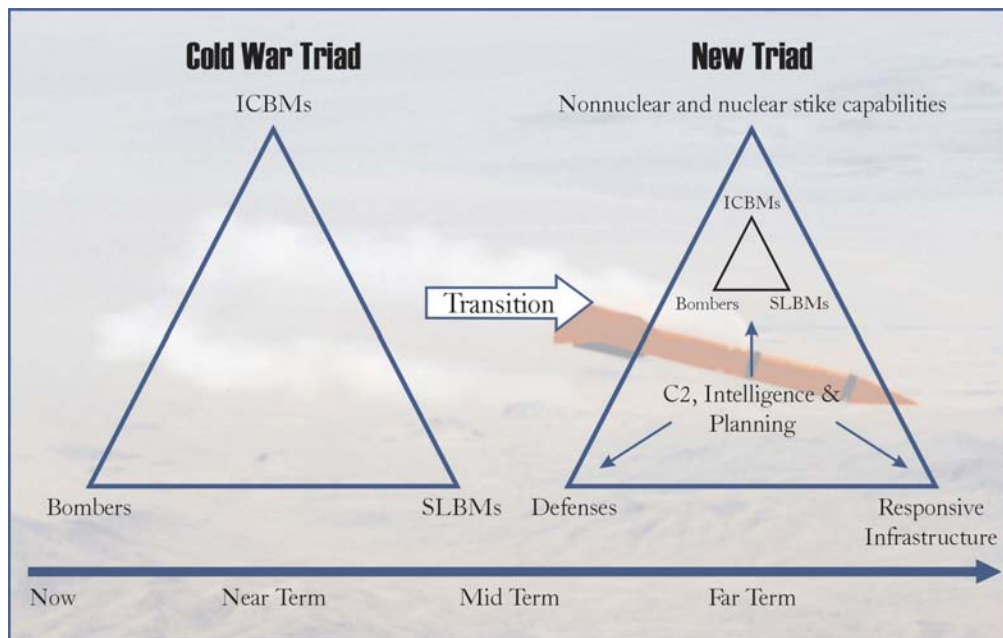 Cold War Triad
ICBMs
Bombers
SLBMs
Transition
New Triad
Nonnuclear and nuclear stike capabilities
ICBMs
Bombers
SLBMs
C2, Intelligence &
Planning
Defenses
Responsive
Infrastructure
Now
Near Term
Mid Term
Far Term